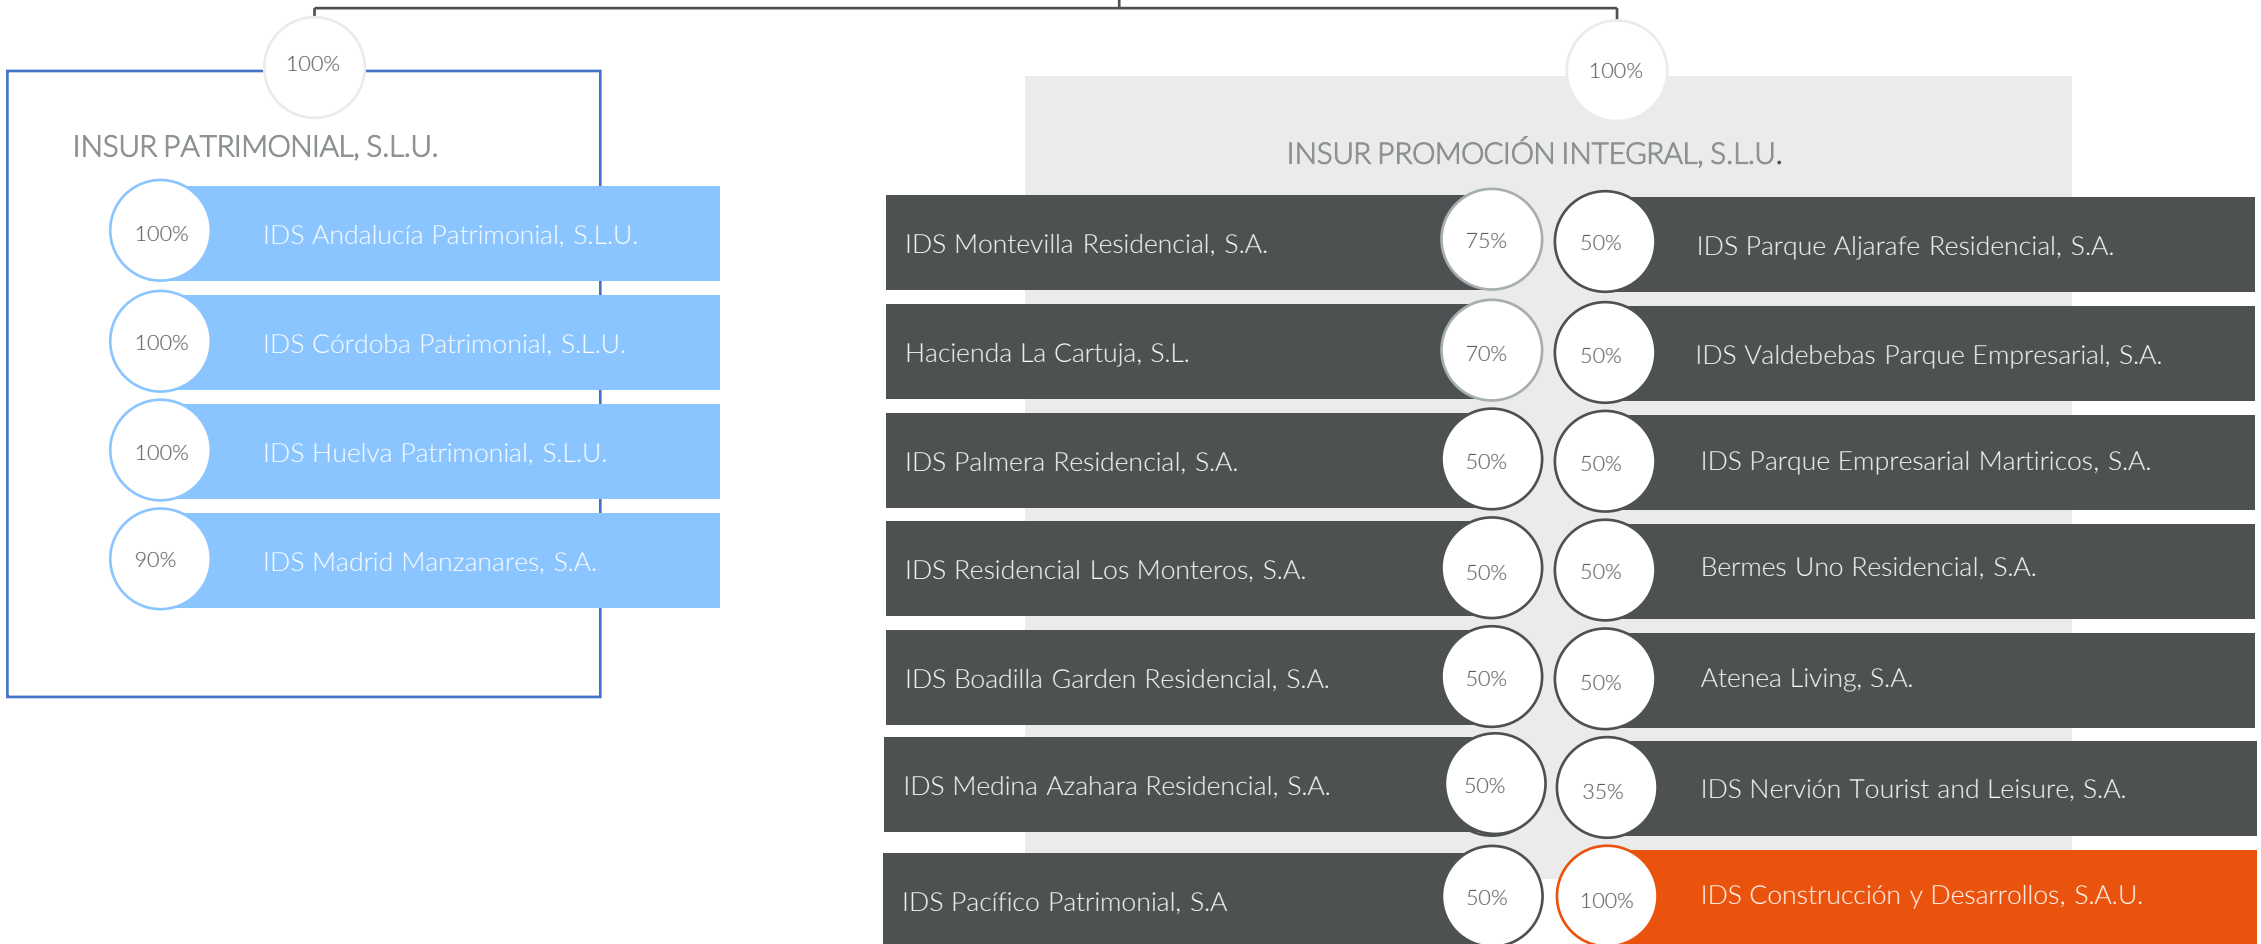 100%
INSUR PATRIMONIAL, S.L.U.
100%
IDS Andalucía Patrimonial, S.L.U.
100%
IDS Córdoba Patrimonial, S.L.U.
100%
IDS Huelva Patrimonial, S.L.U.
90%
IDS Madrid Manzanares, S.A.
100%
INSUR PROMOCIÓN INTEGRAL, S.L.U.
IDS Montevilla Residencial, S.A.
75%
50%
IDS Parque Aljarafe Residencial, S.A.
Hacienda La Cartuja, S.L.
70%
50%
IDS Valdebebas Parque Empresarial, S.A.
IDS Palmera Residencial, S.A.
50%
50%
IDS Parque Empresarial Martiricos, S.A.
IDS Residencial Los Monteros, S.A.
50%
50%
Bermes Uno Residencial, S.A.
IDS Boadilla Garden Residencial, S.A.
50%
50%
Atenea Living, S.A.
IDS Medina Azahara Residencial, S.A.
50%
35%
IDS Nervión Tourist and Leisure, S.A.
IDS Pacífico Patrimonial, S.A
50%
100%
IDS Construcción y Desarrollos, S.A.U.